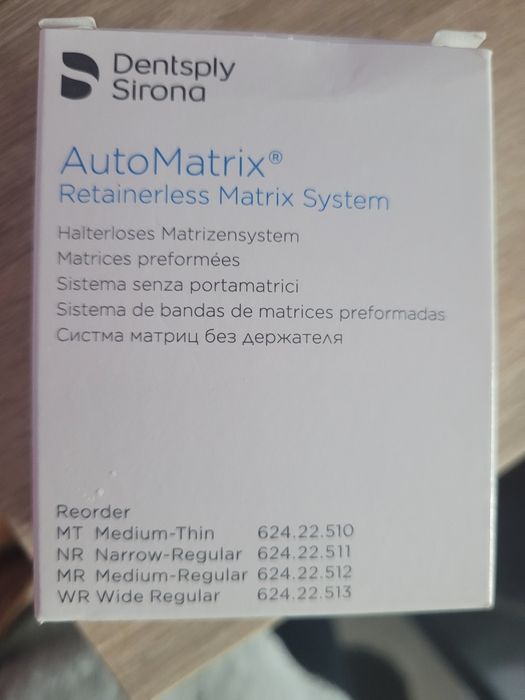 Dentsply
Sirona
AutoMatrix®
Retainerless Matrix System
Halterloses Matrizensystem
Matrices preformées
Sistema senza portamatrici
Sistema de bandas de matrices preformadas
Систма матриц без держателя
Reorder
MT Medium-Thin 624.22.510
NR Narrow-Regular 624.22.511
MR Medium-Regular 624.22.512
WR Wide Regular 624.22.513